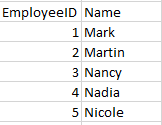 EmployeeID Name
1 Mark
2 Martin
3 Nancy
4 Nadia
5 Nicole